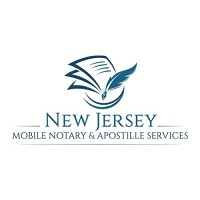 NEW JERSEY
MOBILE NOTARY & APOSTILLE SERVICES